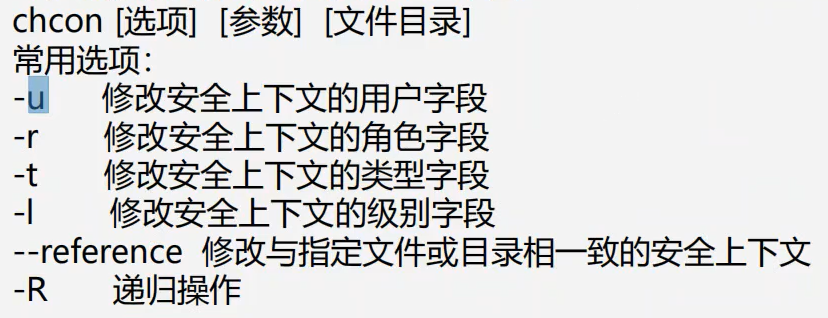 chcon [选项] [参数] [文件目录]
常用选项：
-u 修改安全上下文的用户字段
-r 修改安全上下文的角色字段
-t 修改安全上下文的类型字段
-l 修改安全上下文的级别字段
--reference 修改与指定文件或目录相一致的安全上下文
-R 递归操作